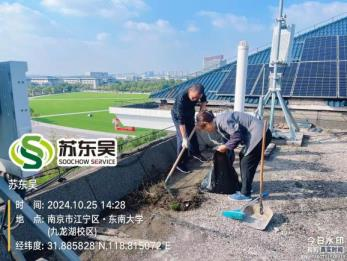 苏东吴
SOOCHOW SERVICE
苏东吴
2024.10.25 14:28
地点: 南京市江宁区·东南大学
(九龙湖校区)
经纬度: 31.885828°N,118.815072°E
今日水印